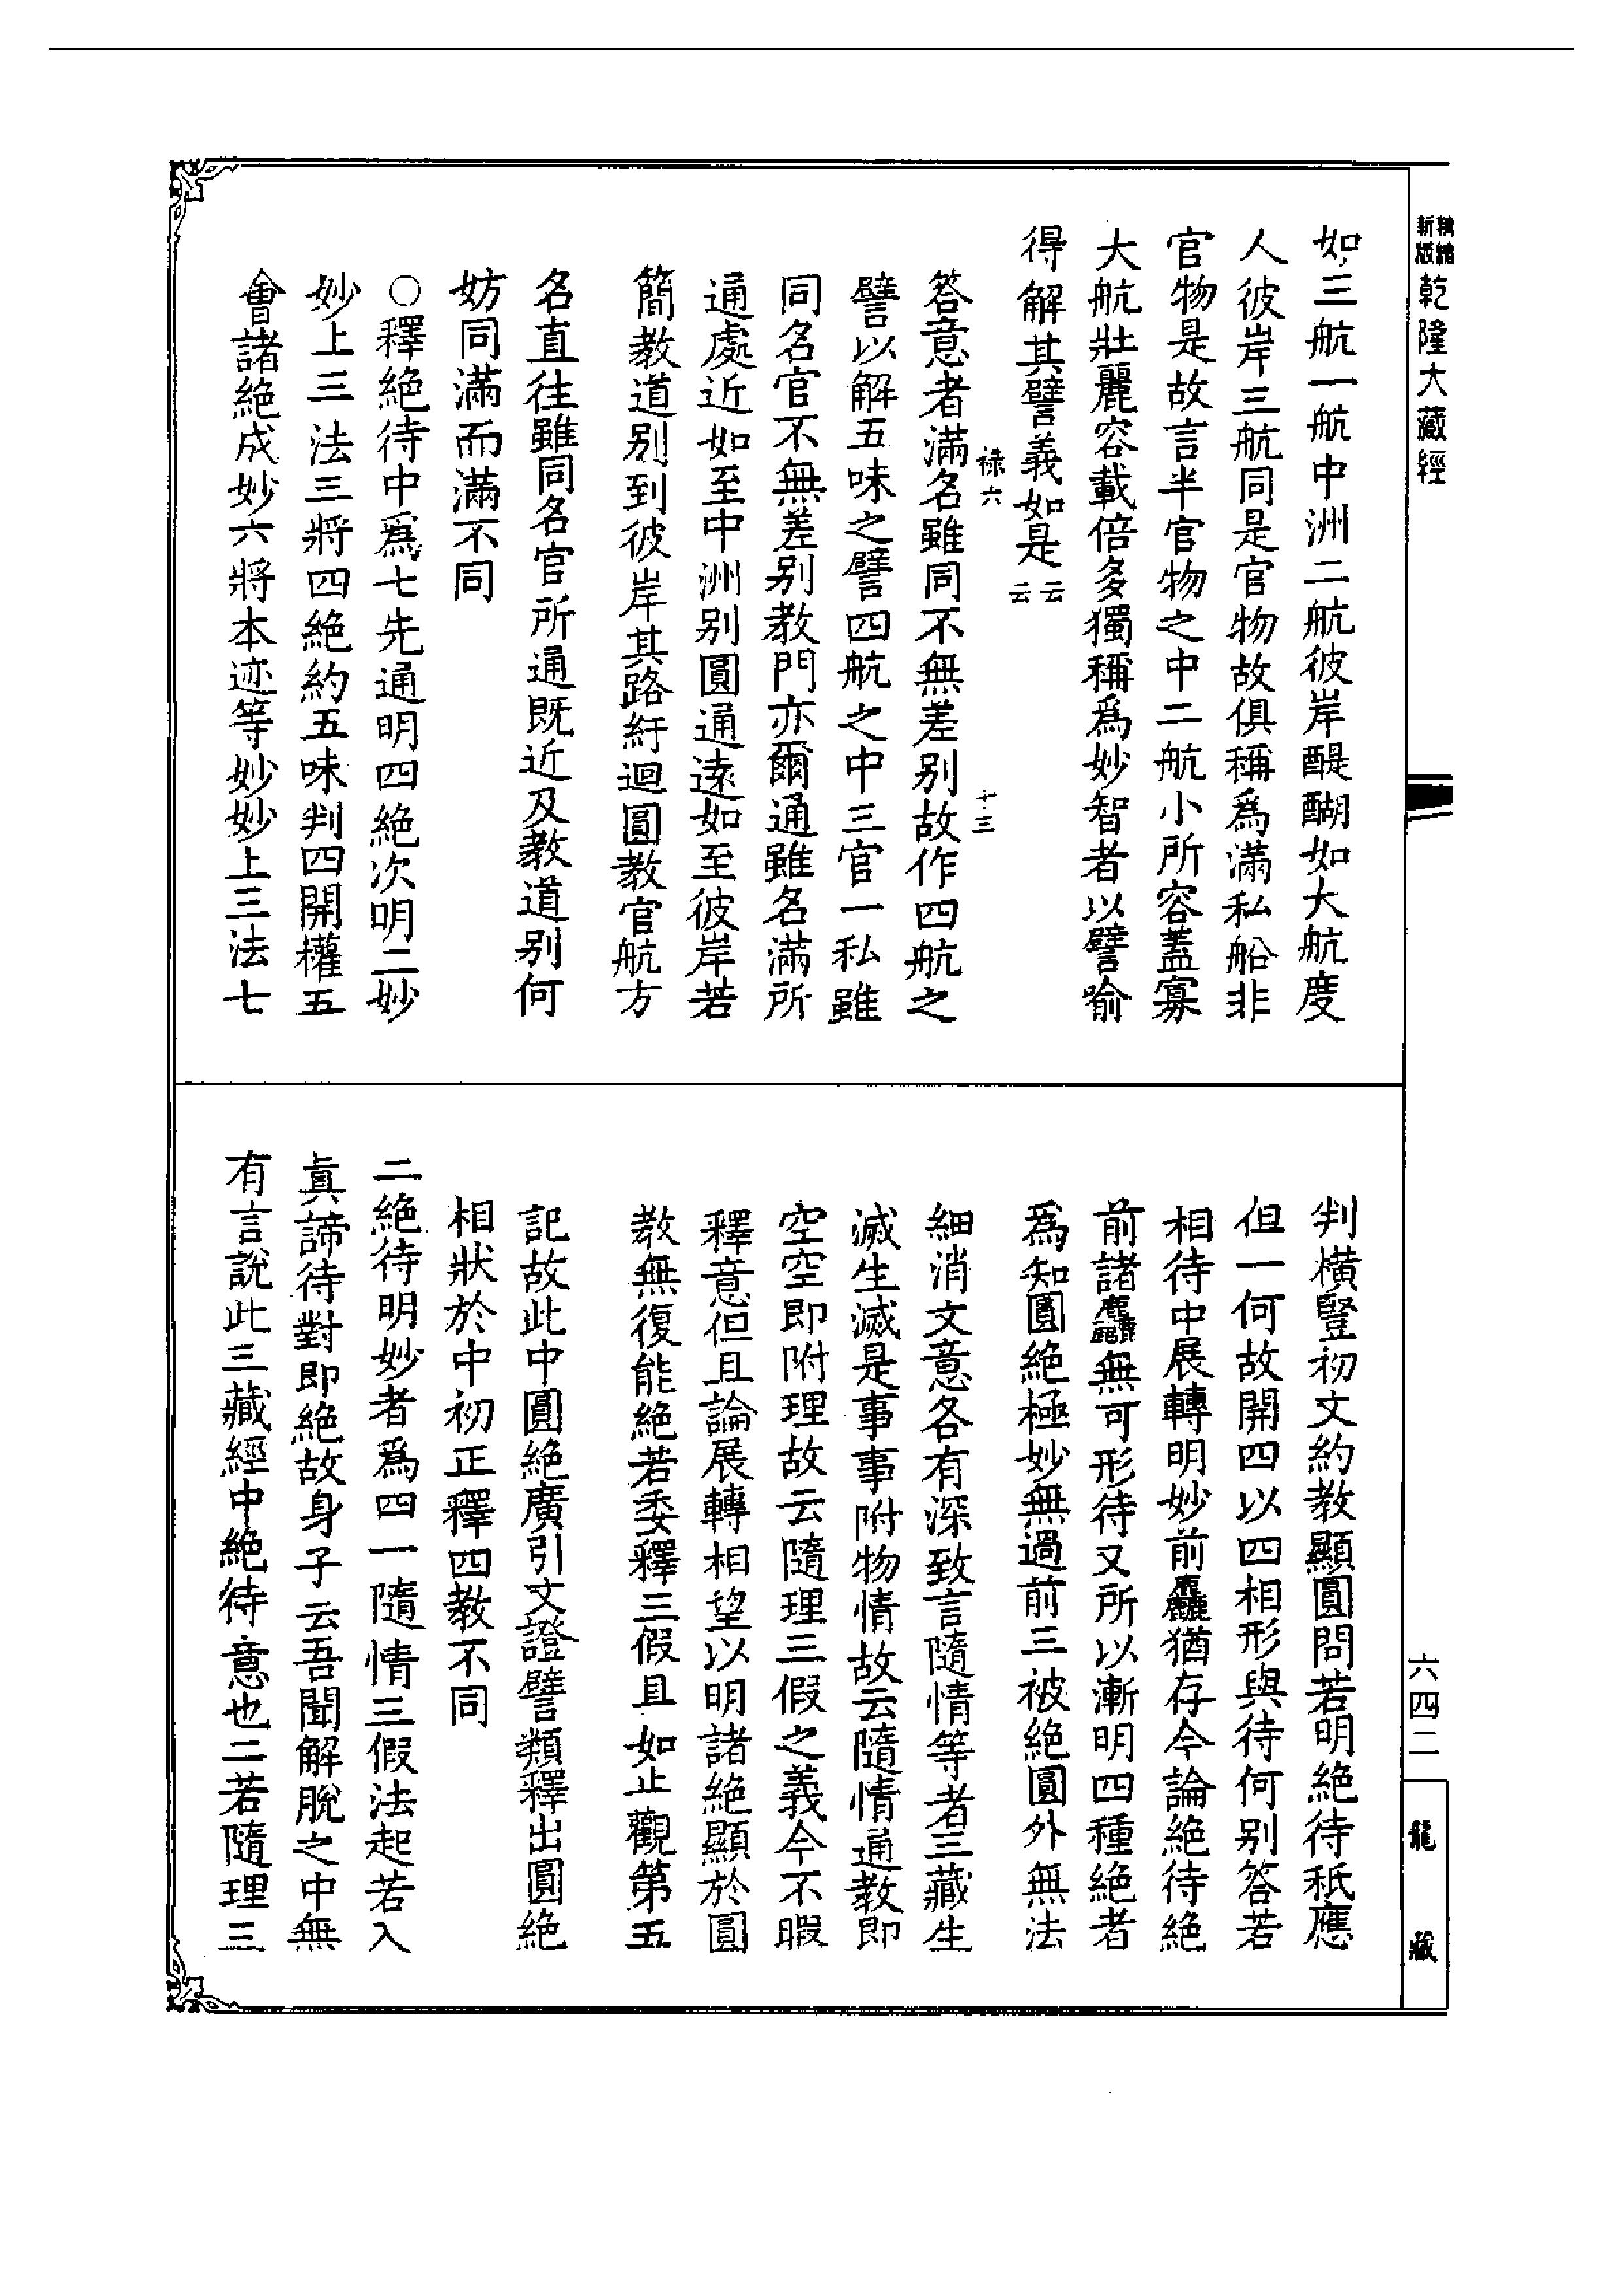 新版
精縮
乾隆大藏經
如三航一航中洲二航彼岸醍醐如大航度
人彼岸三航同是官物故俱稱爲滿私船非
官物是故言半官物之中二航小所容蓋寡
大航壯麗容載倍多獨稱爲妙智者以譬喻
得解其譬義如是云云
祿六
十三
答意者滿名雖同不無差別故作四航之
譬以解五味之譬四航之中三官一私雖
同名官不無差別教門亦爾通雖名滿所
通處近如至中洲別圓通遠如至彼岸若
簡教道別到彼岸其路紆迴圓教官航方
名直往雖同名官所通既近及教道別何
妨同滿而滿不同
○釋絕待中爲七先通明四絕次明二妙
妙上三法三將四絕約五味判四開權五
會諸絕成妙六將本迹等妙妙上三法七
判橫豎初文約教顯圓問若明絕待秖應
但一何故開四以四相形與待何別答若
相待中展轉明妙前麤猶存今論絕待絕
前諸麤無可形待又所以漸明四種絕者
爲知圓絕極妙無過前三被絕圓外無法
細消文意各有深致言隨情等者三藏生
滅生滅是事事附物情故云隨情通教即
空空即附理故云隨理三假之義今不暇
釋意但且論展轉相望以明諸絕顯於圓
教無復能絕若委釋三假且如止觀第五
記故此中圓絕廣引文證譬類釋出圓絕
相狀於中初正釋四教不同
二絕待明妙者爲四一隨情三假法起若入
眞諦待對即絕故身子云吾聞解脫之中無
有言說此三藏經中絕待意也二若隨理三
六四二
龍藏